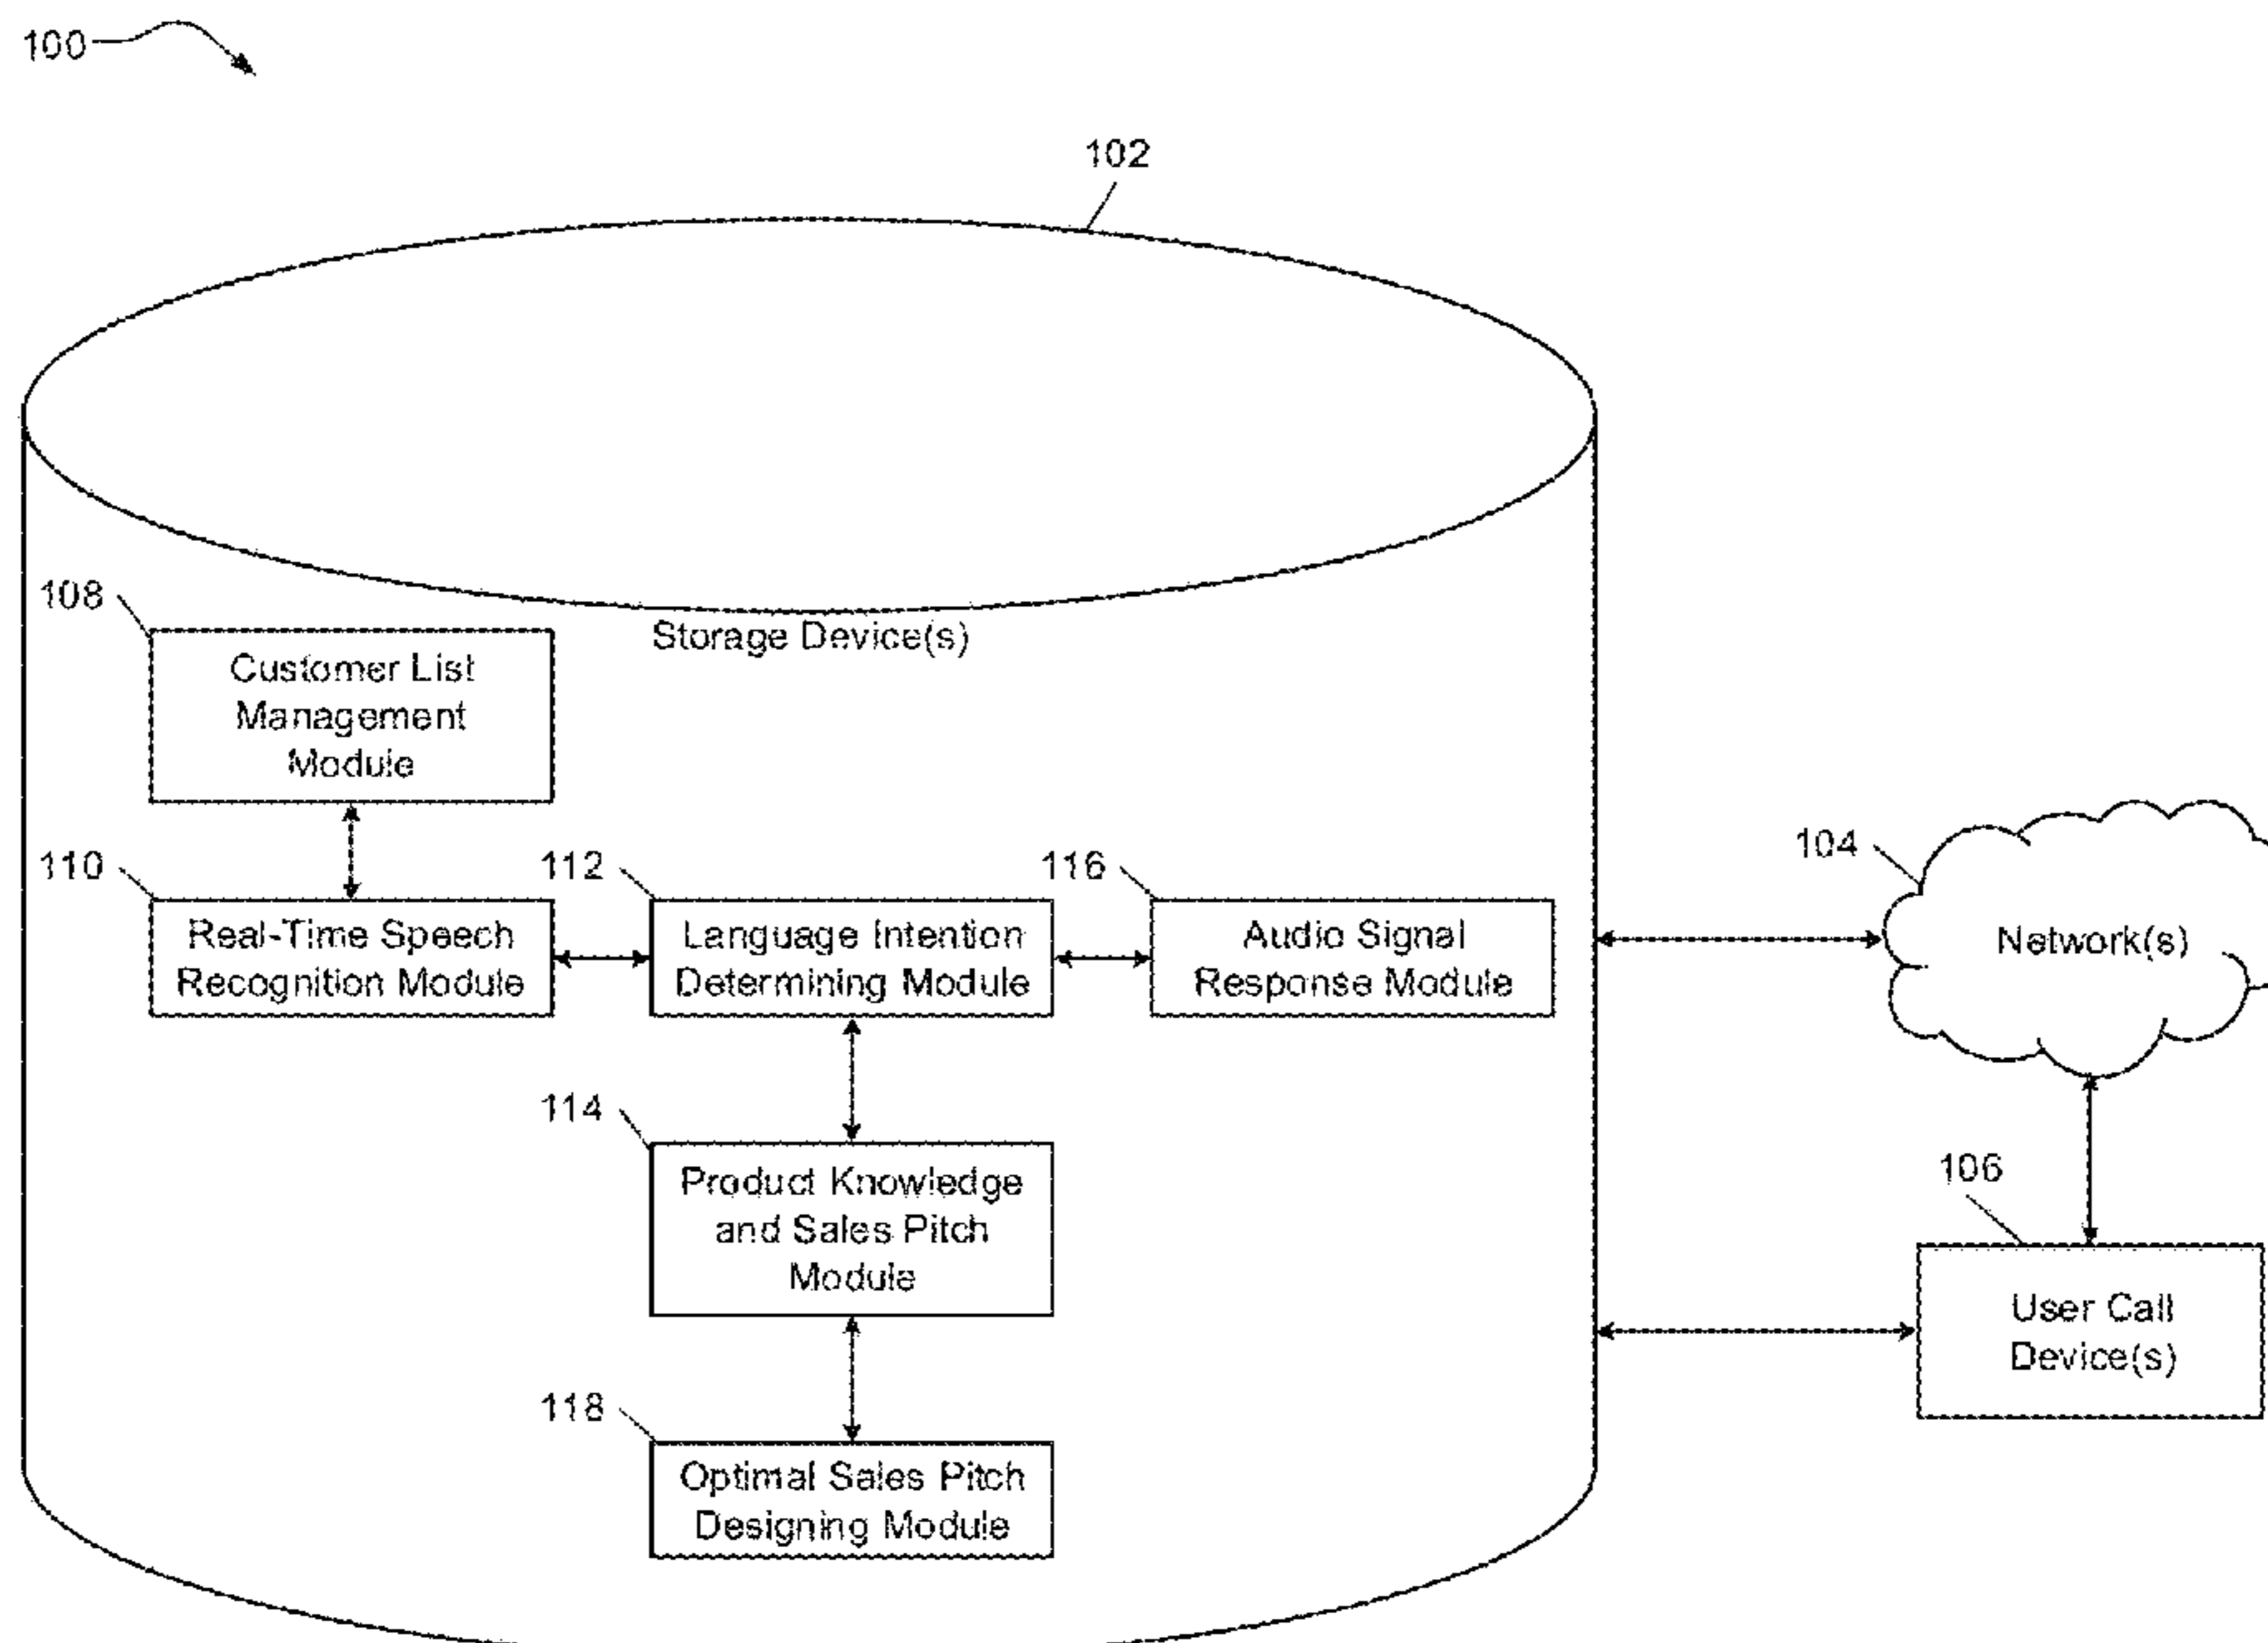 100
102
Storage Device(s)
108
Customer List
Management
Module
110
Real-Time Speech
Recognition Module
112
Language Intention
Determining Module
116
Audio Signal
Response Module
104
Network(s)
114
Product Knowledge
and Sales Pitch
Module
106
User Call
Device(s)
118
Optimal Sales Pitch
Designing Module